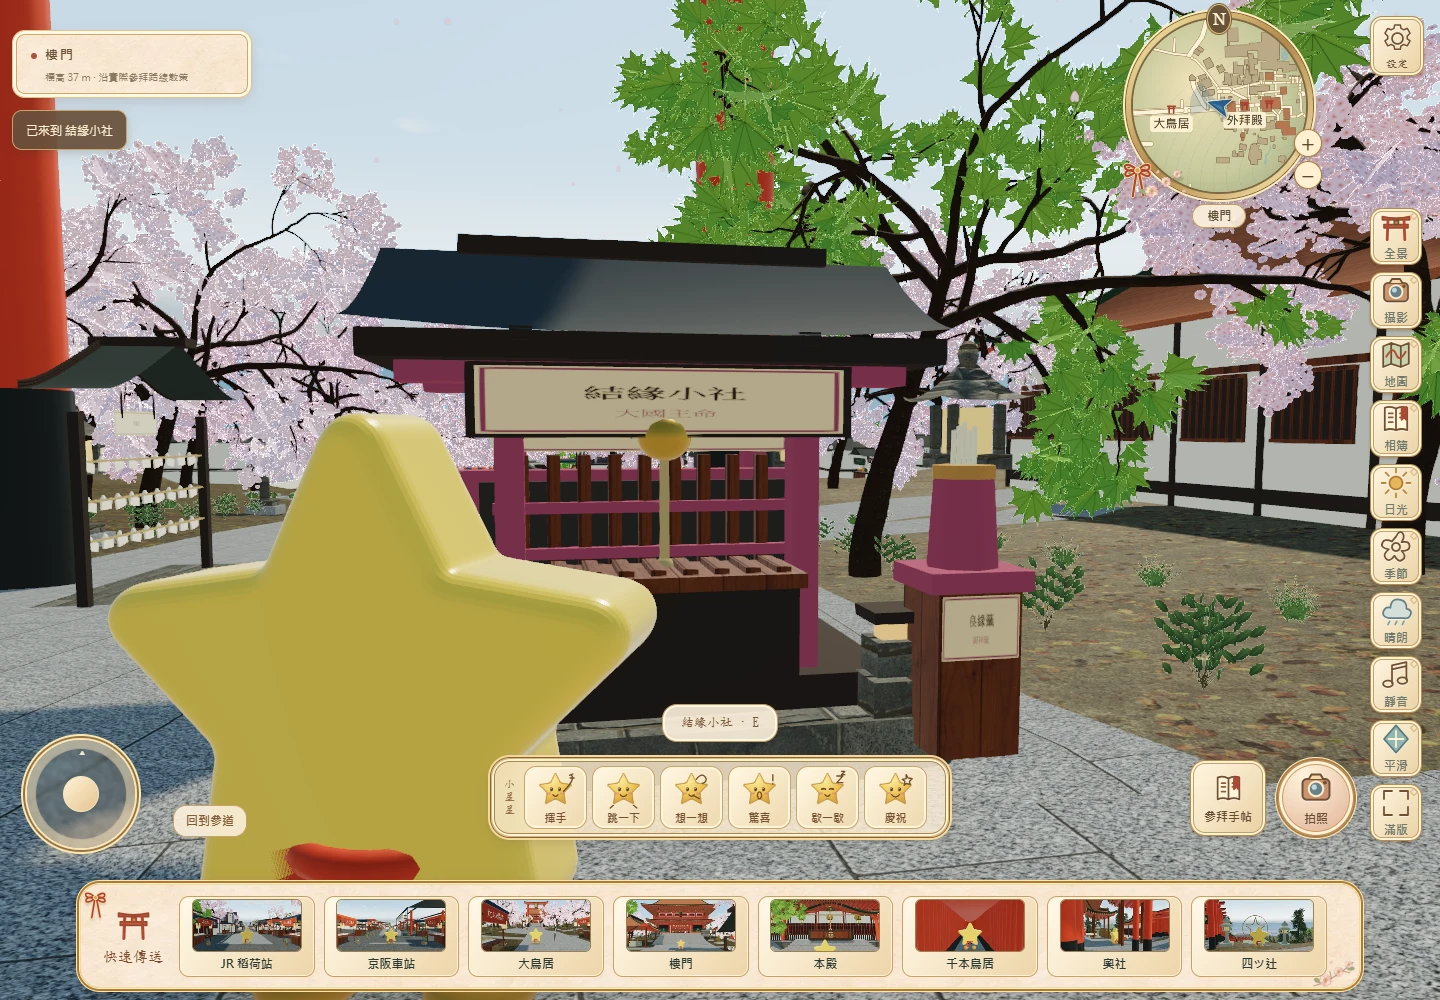 樓門
標高 37 m · 沿實際參拜路線散策
已來到 結緣小社
N
大鳥居
外拜殿
+
−
樓門
設定
全景
攝影
地圖
相簿
日光
季節
晴朗
靜音
平滑
滿版
結緣小社
大國主命
良緣籤
結緣小社 · E
小星星
揮手
跳一下
想一想
驚喜
歇一歇
慶祝
回到參道
參拜手帖
拍照
快速傳送
JR 稻荷站
京阪車站
大鳥居
樓門
本殿
千本鳥居
奧社
四ツ辻